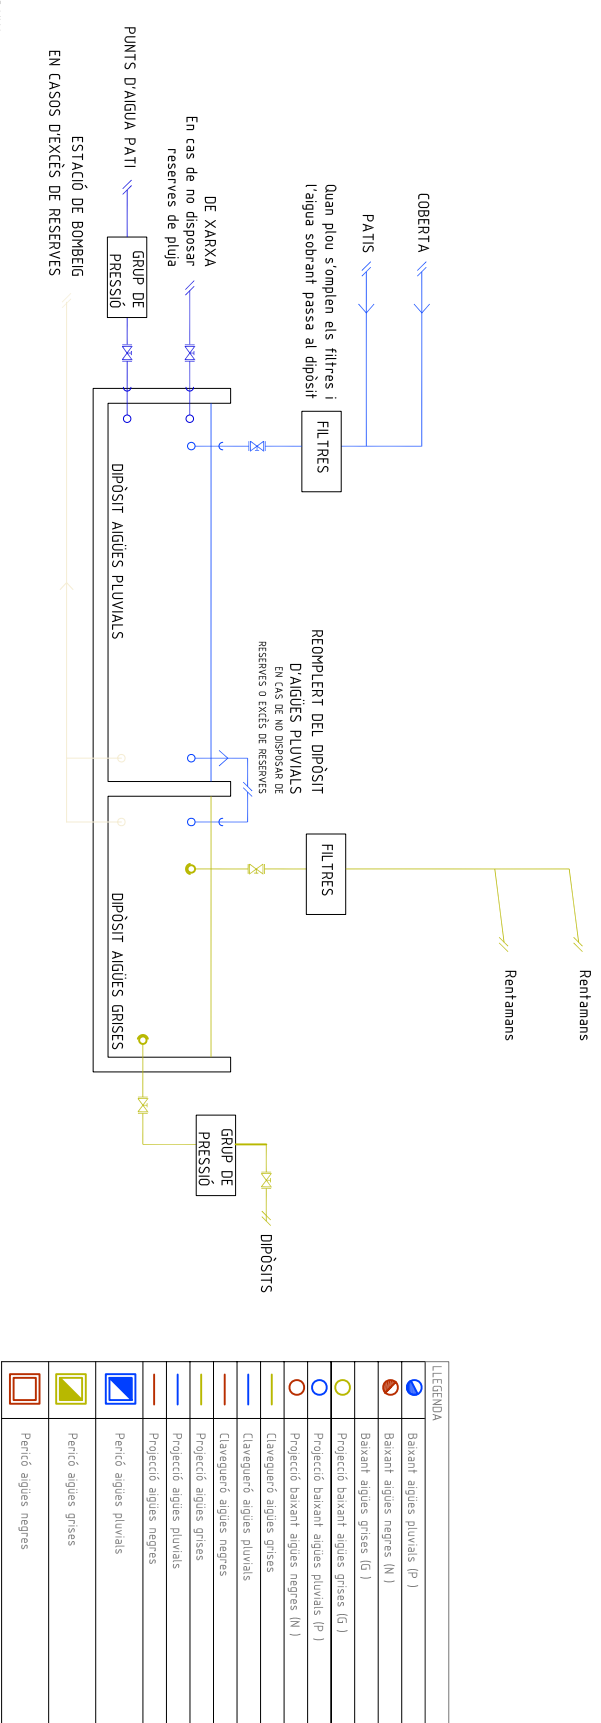 COBERTA
PATIS
Quan plou s'omplen els filtres i
l'aigua sobrant passa al dipòsit
DE XARXA
En cas de no disposar
reserves de pluja
PUNTS D'AIGUA PATI
ESTACIÓ DE BOMBEIG
EN CASOS D'EXCÈS DE RESERVES
GRUP DE
PRESSIÓ
FILTRES
DIPÒSIT AIGÜES PLUVIALS
REOMPLERT DEL DIPÒSIT
D'AIGÜES PLUVIALS
EN CAS DE NO DISPOSAR DE
RESERVES O EXCÈS DE RESERVES
FILTRES
Rentamans
Rentamans
DIPÒSIT AIGÜES GRISES
GRUP DE
PRESSIÓ
DIPÒSITS
LLEGENDA
Baixant aigües pluvials (P )
Baixant aigües negres (N )
Baixant aigües grises (G )
Projecció baixant aigües grises (G )
Projecció baixant aigües pluvials (P )
Projecció baixant aigües negres (N )
Clavegueró aigües grises
Clavegueró aigües pluvials
Clavegueró aigües negres
Projecció aigües grises
Projecció aigües pluvials
Projecció aigües negres
Pericó aigües pluvials
Pericó aigües grises
Pericó aigües negres